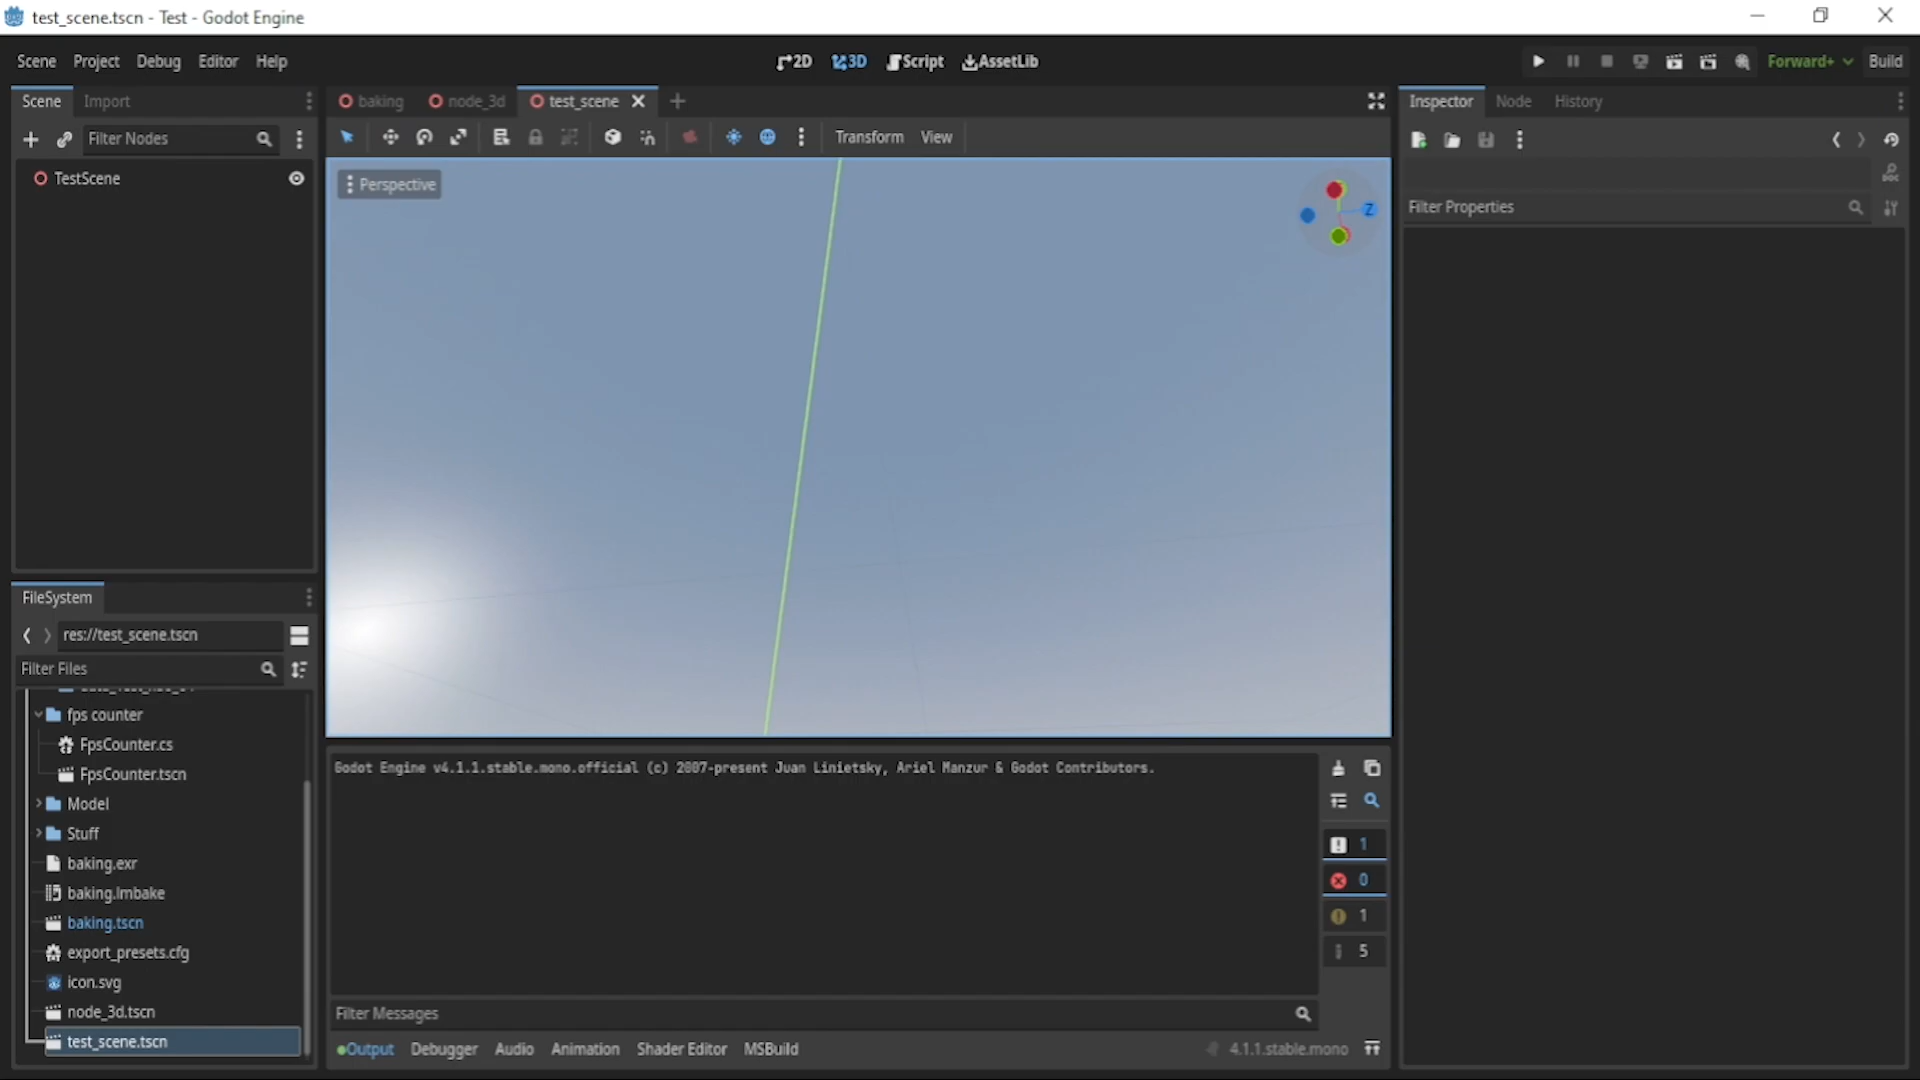 test_scene.tscn - Test - Godot Engine
Scene Project Debug Editor Help
2D 3D Script AssetLib
Forward+ Build
Scene Import
baking node_3d test_scene
Inspector Node History
Filter Nodes
Transform View
TestScene
Perspective
Z
Filter Properties
FileSystem
res://test_scene.tscn
Filter Files
fps counter
FpsCounter.cs
FpsCounter.tscn
Model
Stuff
baking.exr
baking.lmbake
baking.tscn
export_presets.cfg
icon.svg
node_3d.tscn
test_scene.tscn
Godot Engine v4.1.1.stable.mono.official (c) 2007-present Juan Linietsky, Ariel Manzur & Godot Contributors.
1
0
1
5
Filter Messages
Output Debugger Audio Animation Shader Editor MSBuild
4.1.1.stable.mono